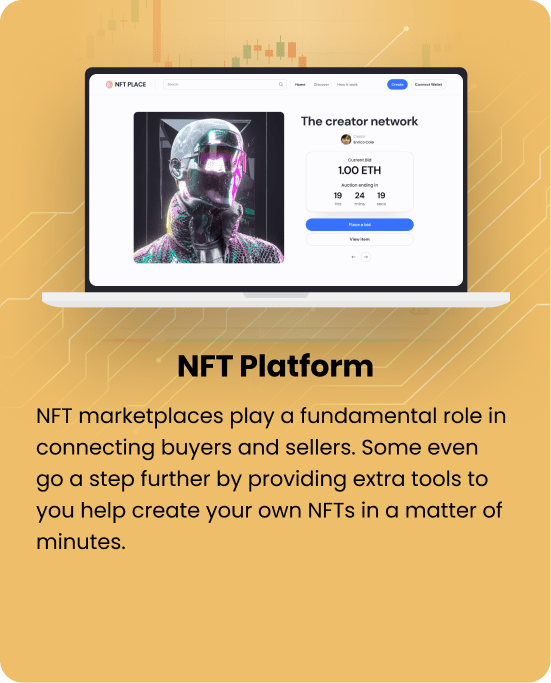 NFT PLACE
Search
Home Discover How it work
Create
Connect Wallet
The creator network
Creator
Enrico Cole
Current Bid
1.00 ETH
Auction ending in
19 24 19
hrs mins secs
Place a bid
View item
NFT Platform
NFT marketplaces play a fundamental role in
connecting buyers and sellers. Some even
go a step further by providing extra tools to
you help create your own NFTs in a matter of
minutes.